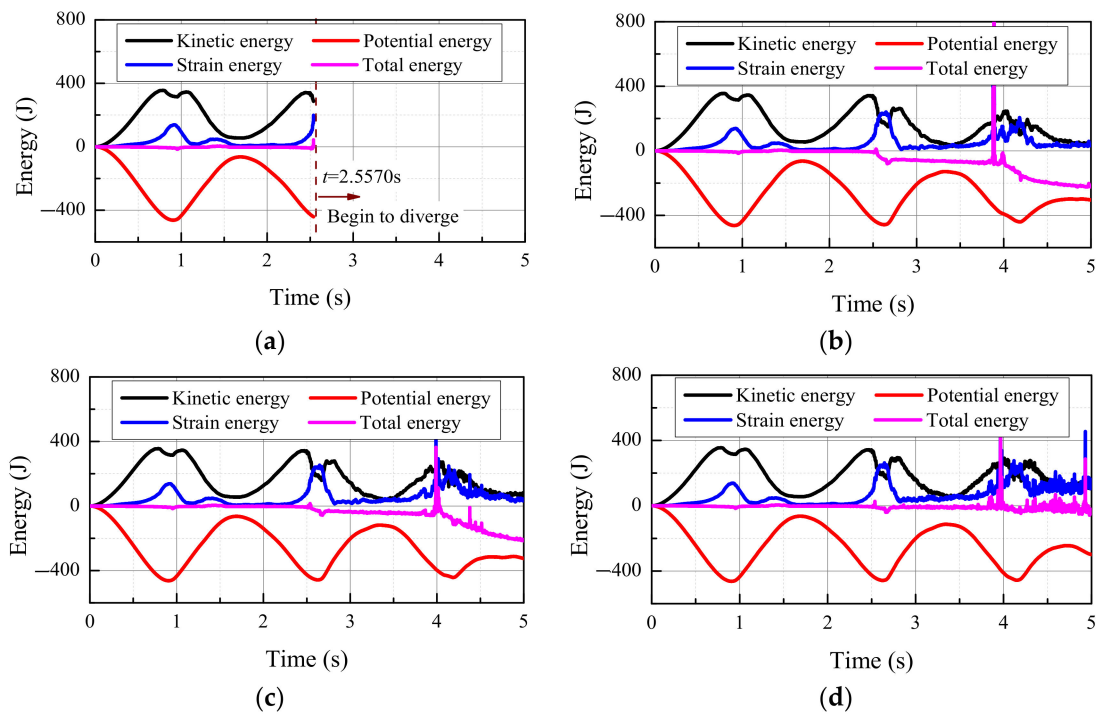 800
Kinetic energy Potential energy
Strain energy Total energy
400
0
−400
Energy (J)
t=2.5570s
Begin to diverge
0 1 2 3 4 5
Time (s)
(a)
800
Kinetic energy Potential energy
Strain energy Total energy
400
0
−400
Energy (J)
0 1 2 3 4 5
Time (s)
(b)
800
Kinetic energy Potential energy
Strain energy Total energy
400
0
−400
Energy (J)
0 1 2 3 4 5
Time (s)
(c)
800
Kinetic energy Potential energy
Strain energy Total energy
400
0
−400
Energy (J)
0 1 2 3 4 5
Time (s)
(d)